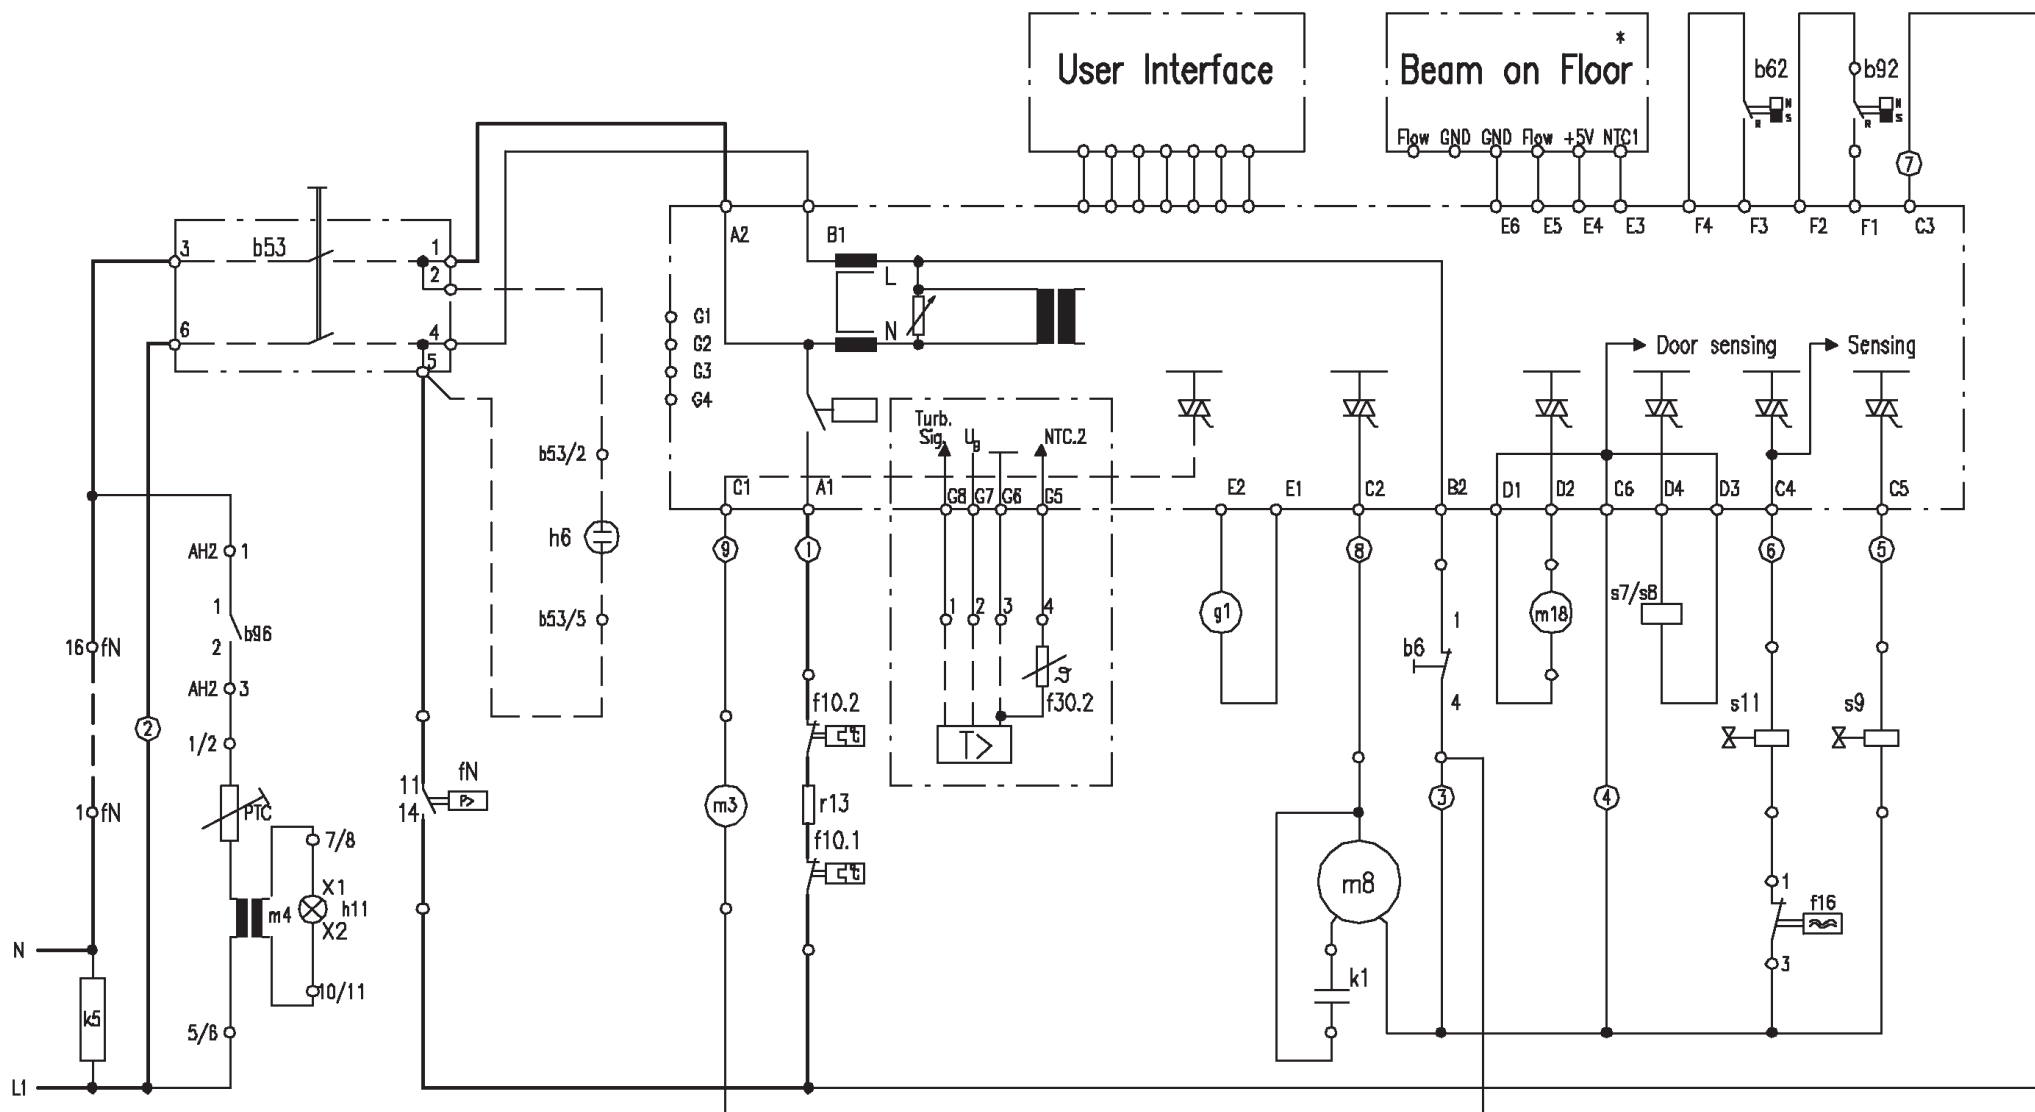 User Interface
Beam on Floor
*
Flow GND GND Flow +5V NTC1
b62
N
S
R
b92
N
S
R
7
A2
B1
E6 E5 E4 E3 F4 F3 F2 F1 C3
3
b53
1
2
6
4
5
L
N
G1
G2
G3
G4
Door sensing
Sensing
Turb.
Sig.
Ug
NTC.2
b53/2
h6
b53/5
C1 A1 G8 G7 G6 G5 E2 E1 C2 B2 D1 D2 C6 D4 D3 C4 C5
9
1
8
6
5
AH2 1
1
b96
2
16 fN
AH2 3
2
1/2
1 2 3 4
g1
1
b6
4
m18
s7/s8
f10.2
f30.2
T>
s11
s9
PTC
1 fN
11
fN
14
P>
m3
r13
3
4
f10.1
7/8
X1
h11
X2
m4
10/11
m8
1
f16
3
k1
N
k5
5/6
L1